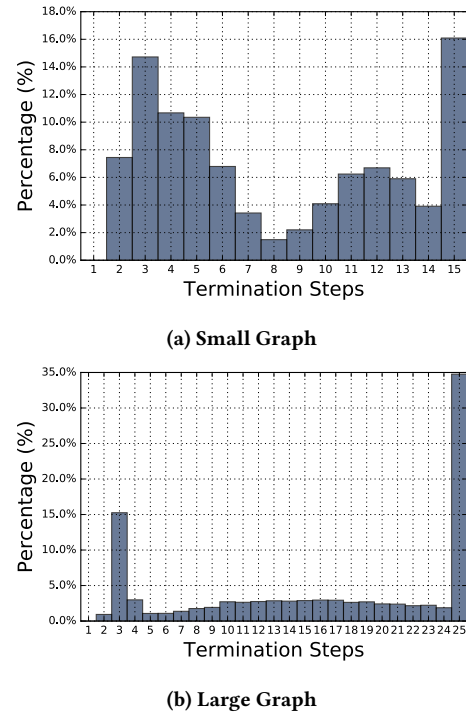 18.0%
16.0%
14.0%
12.0%
10.0%
8.0%
6.0%
4.0%
2.0%
0.0%
Percentage (%)
1 2 3 4 5 6 7 8 9 10 11 12 13 14 15
Termination Steps
(a) Small Graph
35.0%
30.0%
25.0%
20.0%
15.0%
10.0%
5.0%
0.0%
Percentage (%)
1 2 3 4 5 6 7 8 9 10 11 12 13 14 15 16 17 18 19 20 21 22 23 24 25
Termination Steps
(b) Large Graph